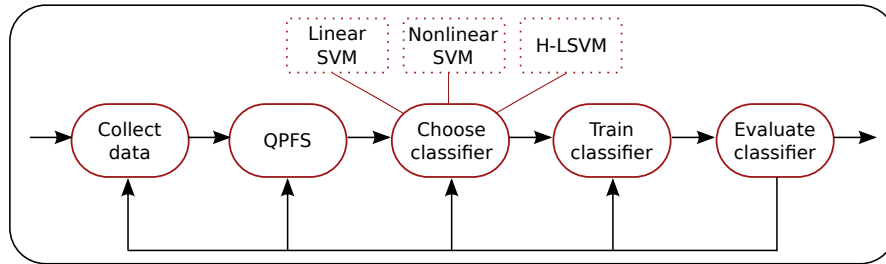 Linear
SVM
Nonlinear
SVM
H-LSVM
Collect
data
QPFS
Choose
classifier
Train
classifier
Evaluate
classifier